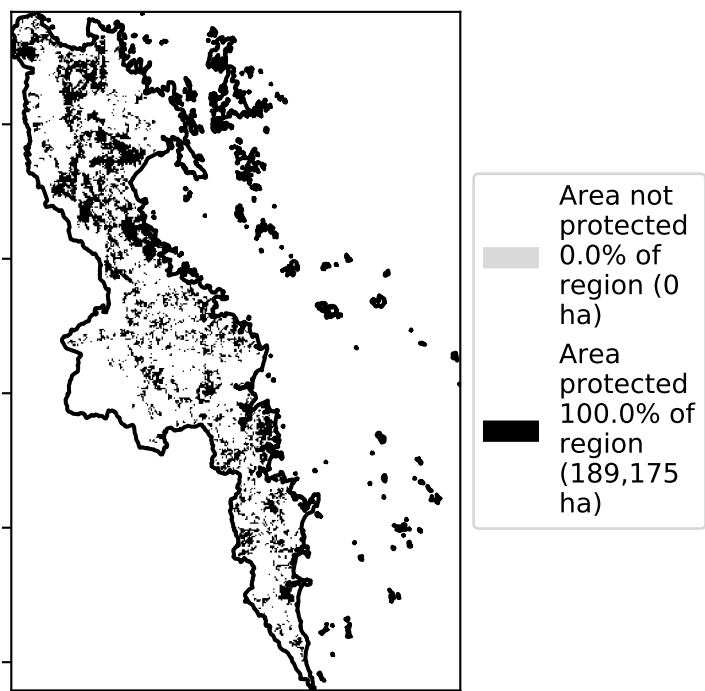 Area not
protected
0.0% of
region (0
ha)
Area
protected
100.0% of
region
(189,175
ha)